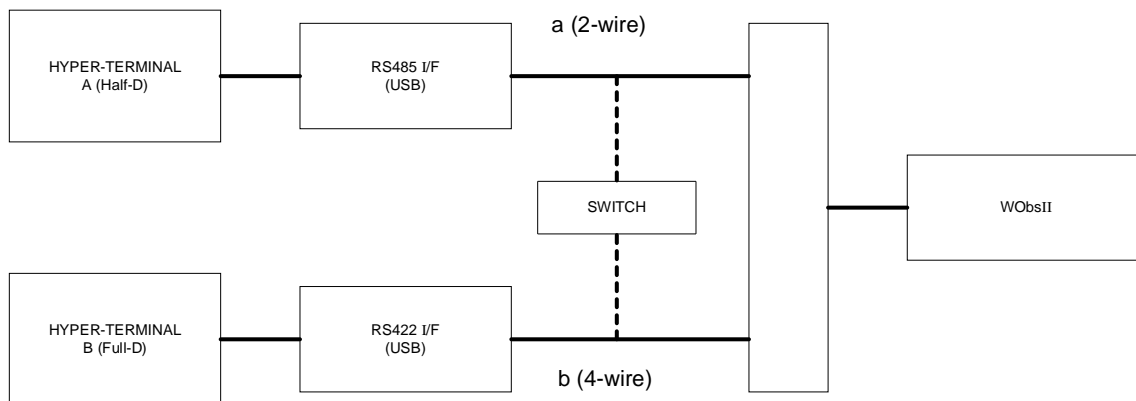 a (2-wire)
HYPER-TERMINAL
A (Half-D)
RS485 I/F
(USB)
SWITCH
WObsII
HYPER-TERMINAL
B (Full-D)
RS422 I/F
(USB)
b (4-wire)